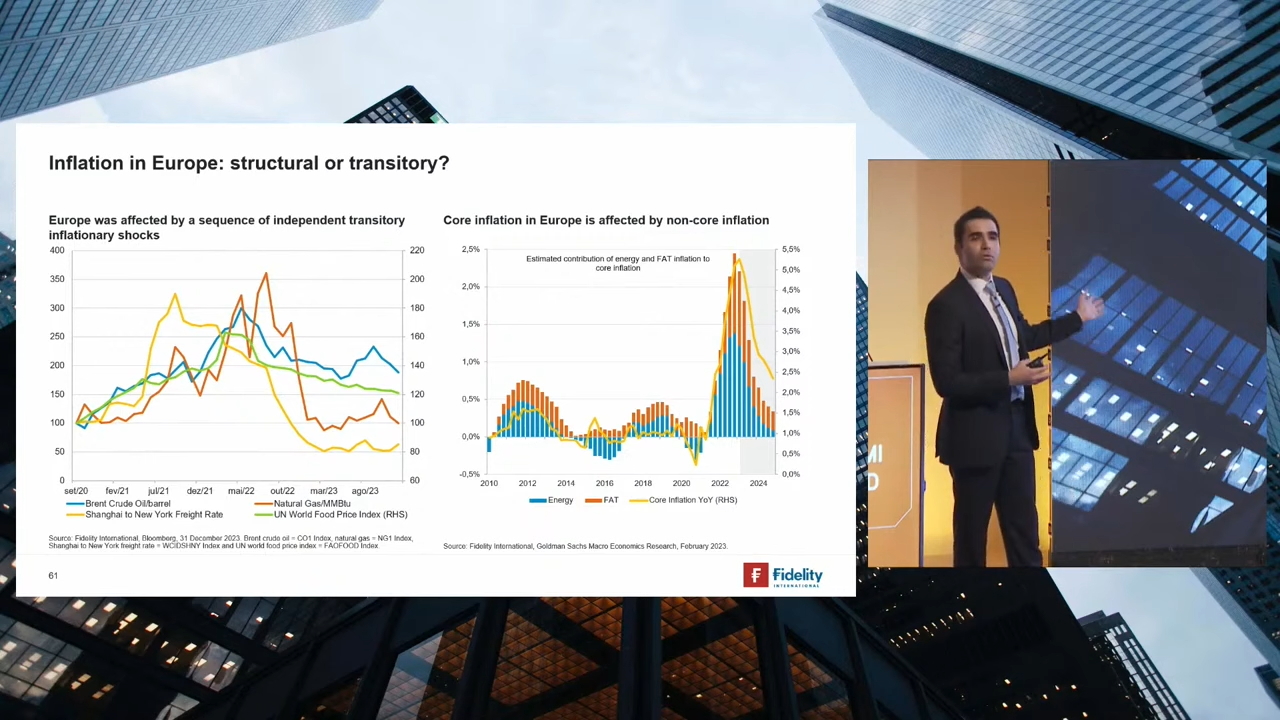 Inflation in Europe: structural or transitory?
Europe was affected by a sequence of independent transitory
inflationary shocks
400
350
300
250
200
150
100
50
0
220
200
180
160
140
120
100
80
60
set/20 fev/21 jul/21 dez/21 mai/22 out/22 mar/23 ago/23
Brent Crude Oil/barrel Natural Gas/MMBtu
Shanghai to New York Freight Rate UN World Food Price Index (RHS)
Source: Fidelity International, Bloomberg, 31 December 2023. Brent crude oil = CO1 Index, natural gas = NG1 Index,
Shanghai to New York freight rate = WCIDSHNY Index and UN world food price index = FAOFOOD Index
Core inflation in Europe is affected by non-core inflation
Estimated contribution of energy and FAT inflation to
core inflation
2,5%
2,0%
1,5%
1,0%
0,5%
0,0%
-0,5%
5,5%
5,0%
4,5%
4,0%
3,5%
3,0%
2,5%
2,0%
1,5%
1,0%
0,5%
0,0%
2010 2012 2014 2016 2018 2020 2022 2024
Energy FAT Core Inflation YoY (RHS)
Source: Fidelity International, Goldman Sachs Macro Economics Research, February 2023.
61
Fidelity
INTERNATIONAL
MI
D